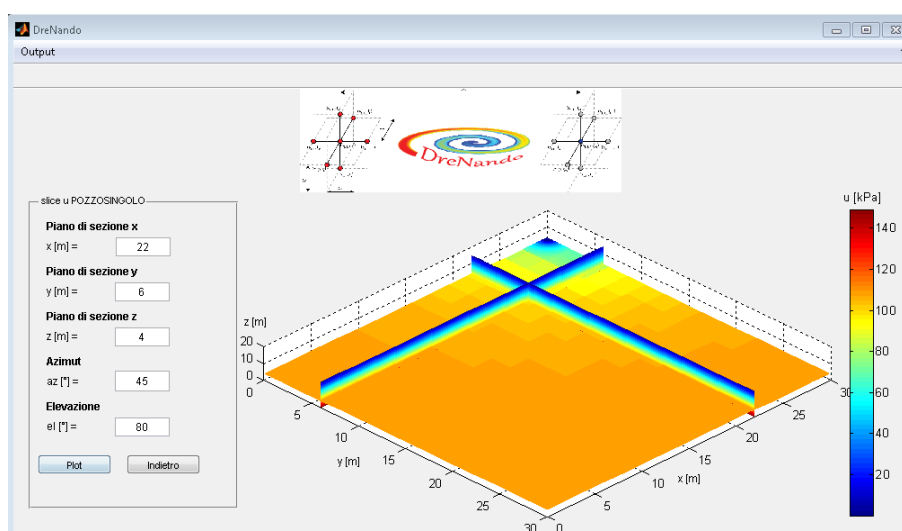 DreNando
Output
DreNando
slice u POZZOSINGOLO
Piano di sezione x
x [m] = 22
Piano di sezione y
y [m] = 6
Piano di sezione z
z [m] = 4
Azimut
az [°] = 45
Elevazione
el [°] = 80
Plot Indietro
z [m]
20
10
0
0
5
10
15
20
25
30
y [m]
0
5
10
15
20
25
30
x [m]
u [kPa]
140
120
100
80
60
40
20